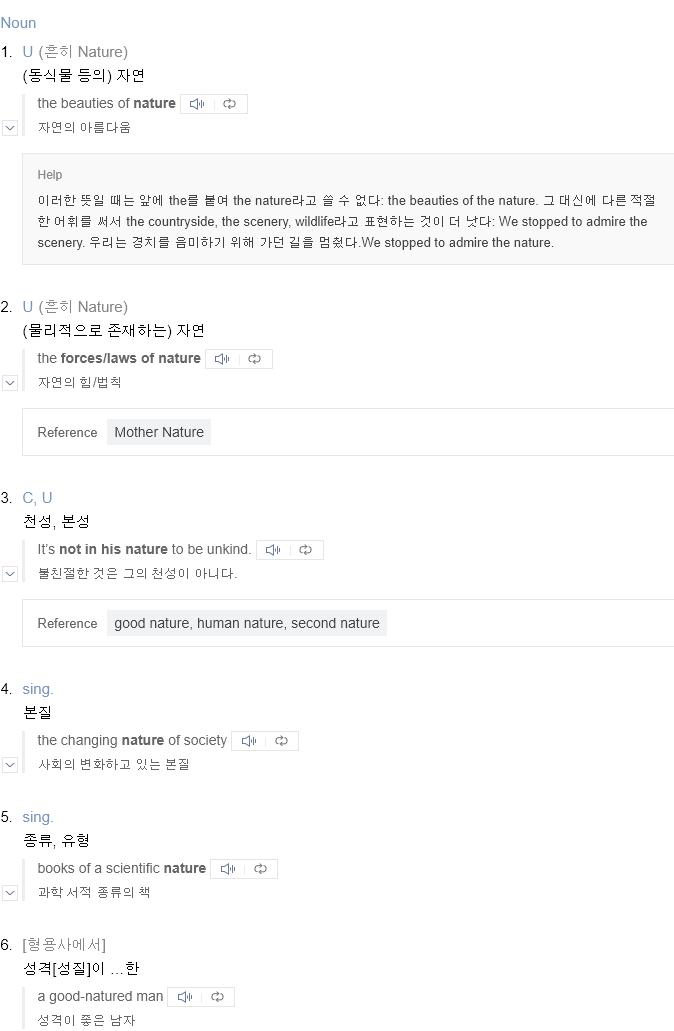 Noun
1. U (흔히 Nature)
(동식물 등의) 자연
the beauties of nature
자연의 아름다움
Help
이러한 뜻일 때는 앞에 the를 붙여 the nature라고 쓸 수 없다: the beauties of the nature. 그 대신에 다른 적절
한 어휘를 써서 the countryside, the scenery, wildlife라고 표현하는 것이 더 낫다: We stopped to admire the
scenery. 우리는 경치를 음미하기 위해 가던 길을 멈췄다.We stopped to admire the nature.
2. U (흔히 Nature)
(물리적으로 존재하는) 자연
the forces/laws of nature
자연의 힘/법칙
Reference Mother Nature
3. C, U
천성, 본성
It’s not in his nature to be unkind.
불친절한 것은 그의 천성이 아니다.
Reference good nature, human nature, second nature
4. sing.
본질
the changing nature of society
사회의 변화하고 있는 본질
5. sing.
종류, 유형
books of a scientific nature
과학 서적 종류의 책
6. [형용사에서]
성격[성질]이 …한
a good-natured man
성격이 좋은 남자